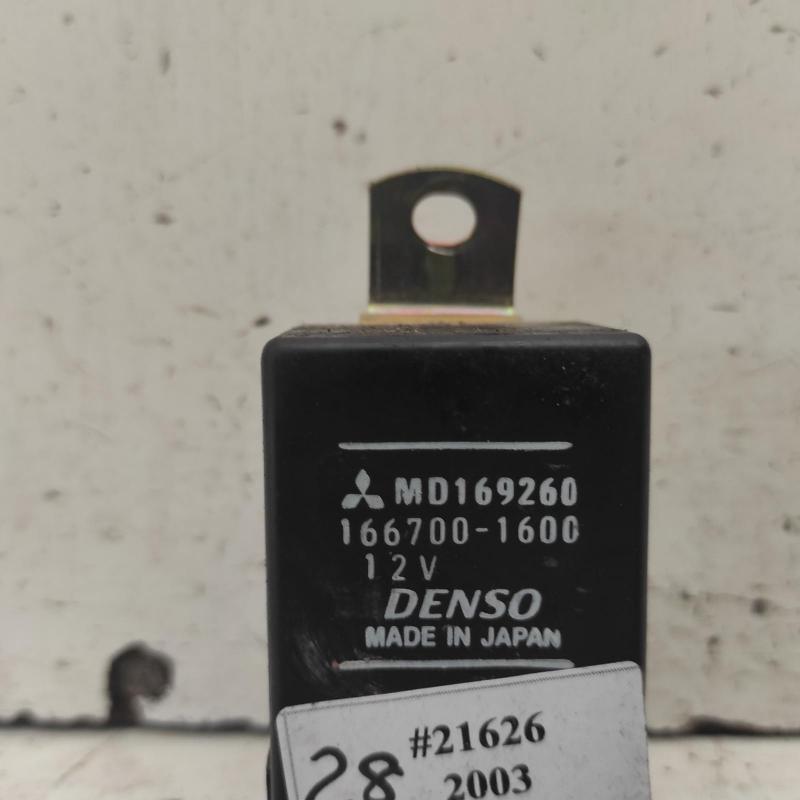 MD169260
166700-1600
12V
DENSO
MADE IN JAPAN
#21626
28 2003